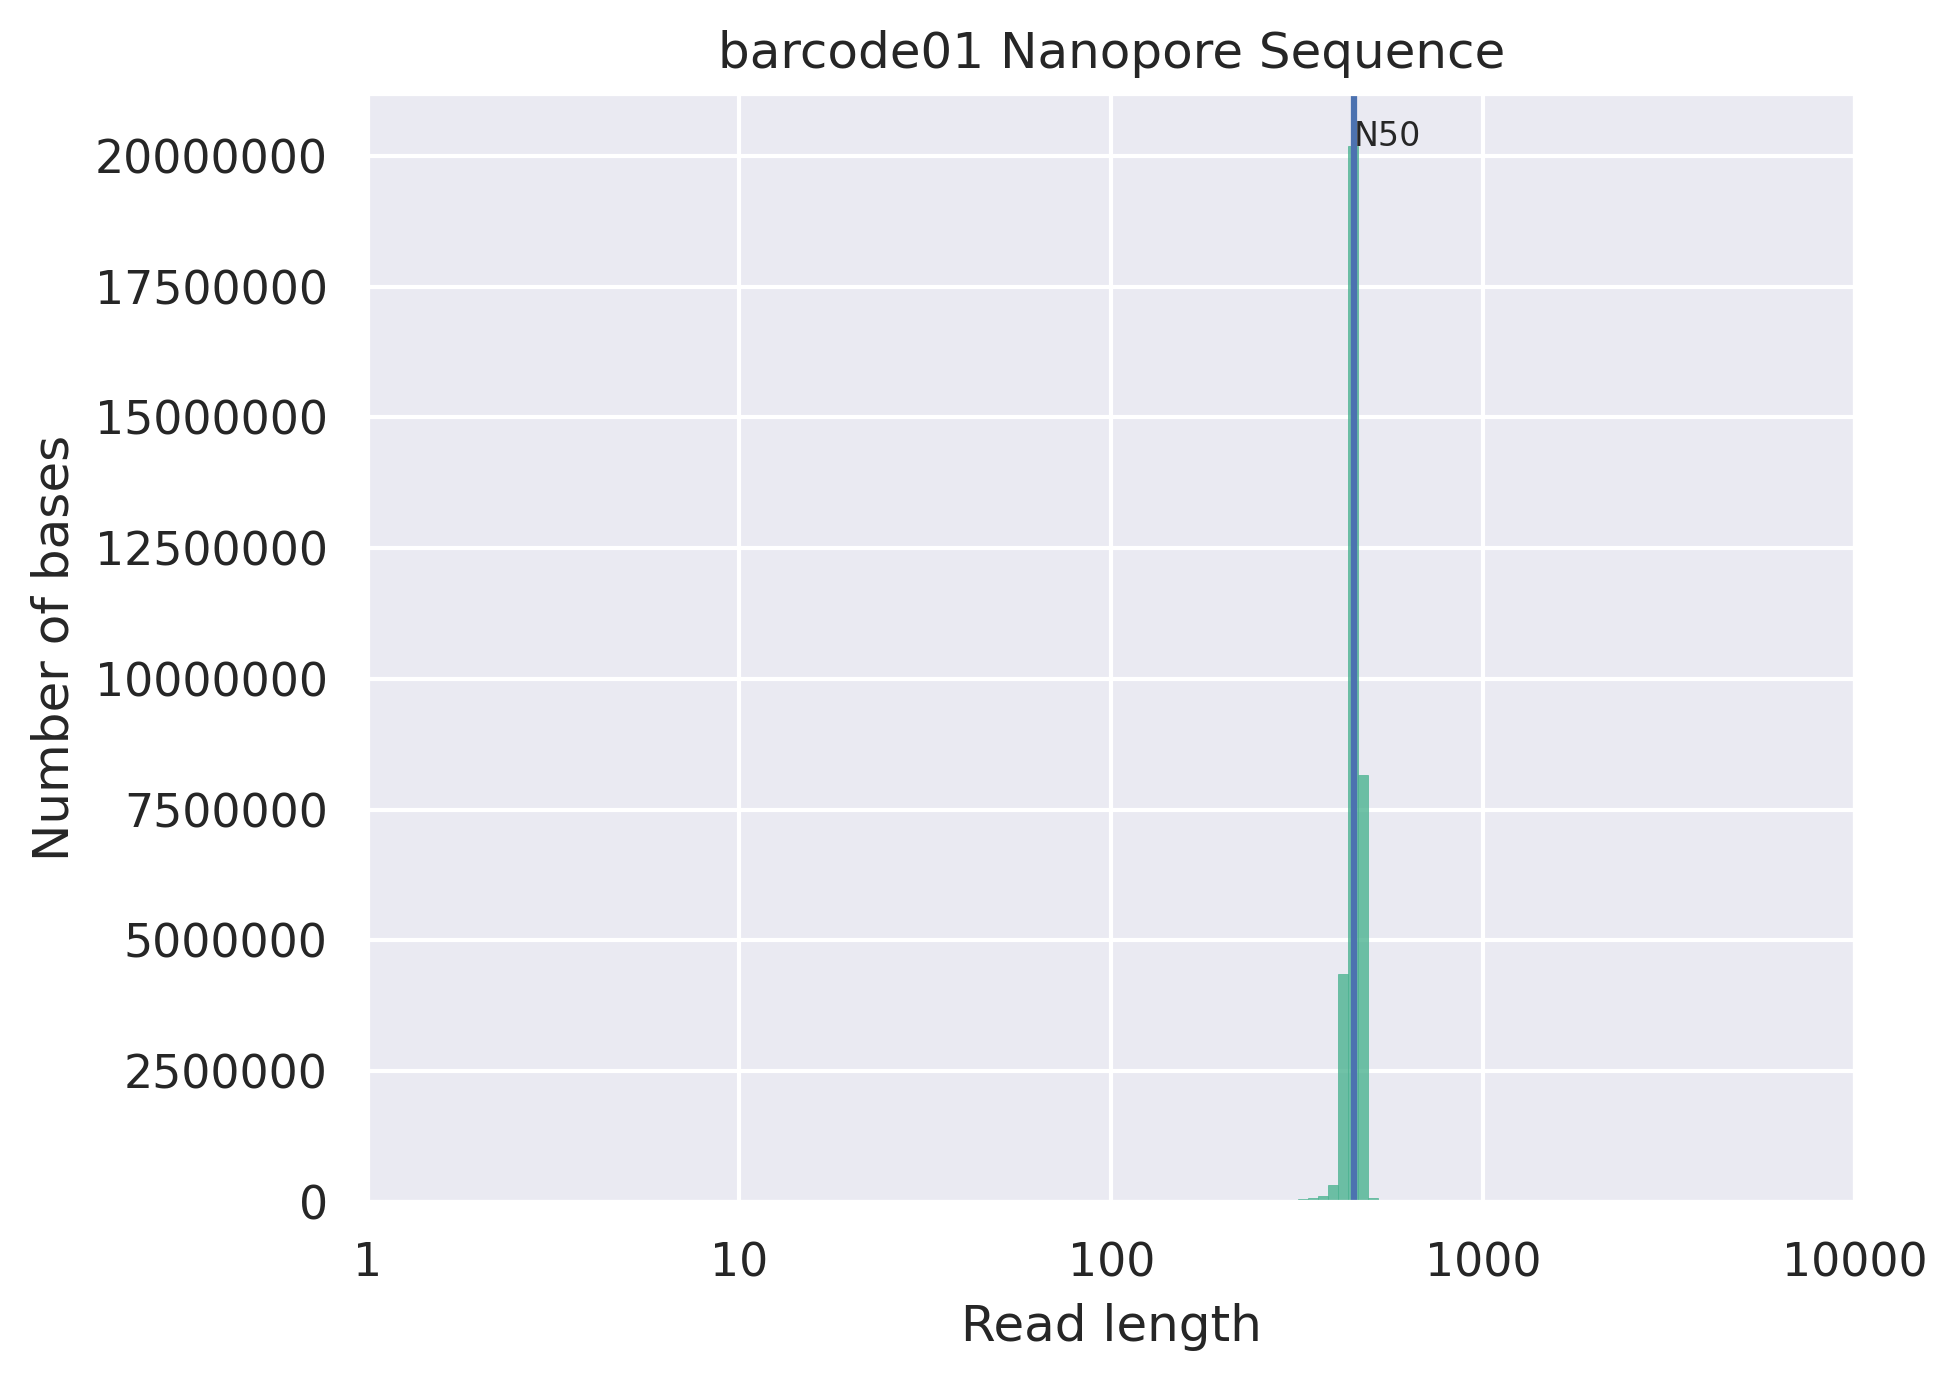 barcode01 Nanopore Sequence
N50
20000000
17500000
15000000
12500000
10000000
7500000
5000000
2500000
0
Number of bases
1 10 100 1000 10000
Read length